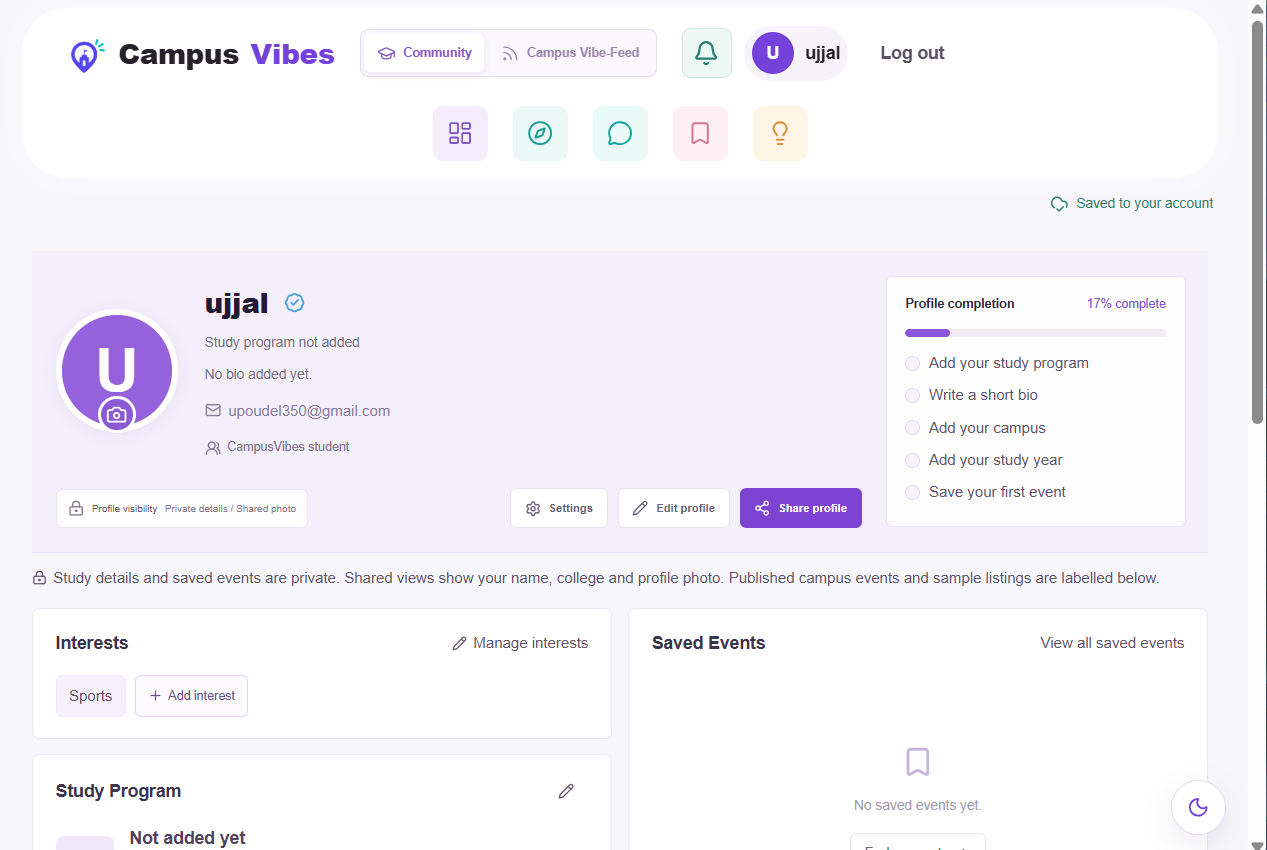 Campus Vibes
Community
Campus Vibe-Feed
U
ujjal
Log out
Saved to your account
U
ujjal
Study program not added
No bio added yet.
upoudel350@gmail.com
CampusVibes student
Profile visibility Private details / Shared photo
Settings
Edit profile
Share profile
Profile completion
17% complete
Add your study program
Write a short bio
Add your campus
Add your study year
Save your first event
Study details and saved events are private. Shared views show your name, college and profile photo. Published campus events and sample listings are labelled below.
Interests
Manage interests
Sports
+ Add interest
Study Program
Not added yet
Saved Events
View all saved events
No saved events yet.